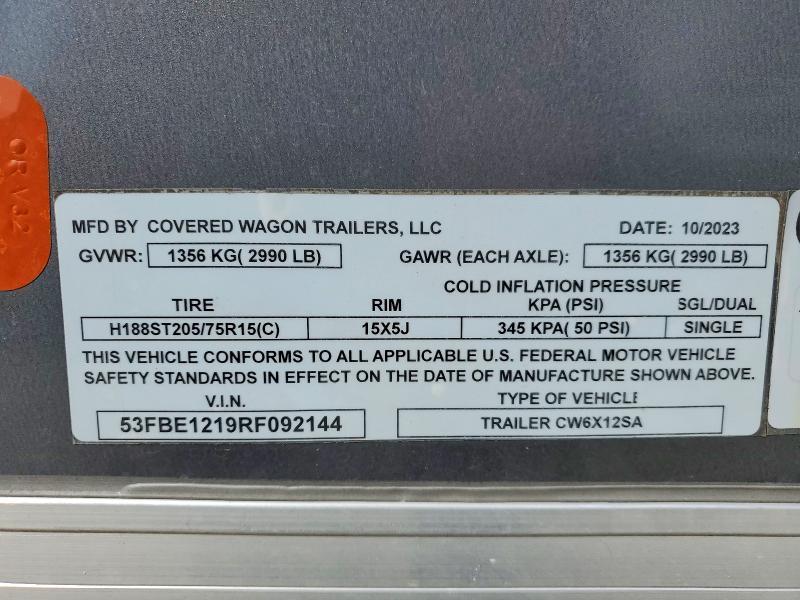 OR V3.2
MFD BY COVERED WAGON TRAILERS, LLC DATE: 10/2023
GVWR: 1356 KG( 2990 LB) GAWR (EACH AXLE): 1356 KG( 2990 LB)
COLD INFLATION PRESSURE
TIRE RIM KPA (PSI) SGL/DUAL
H188ST205/75R15(C) 15X5J 345 KPA( 50 PSI) SINGLE
THIS VEHICLE CONFORMS TO ALL APPLICABLE U.S. FEDERAL MOTOR VEHICLE
SAFETY STANDARDS IN EFFECT ON THE DATE OF MANUFACTURE SHOWN ABOVE.
V.I.N. TYPE OF VEHICLE
53FBE1219RF092144 TRAILER CW6X12SA